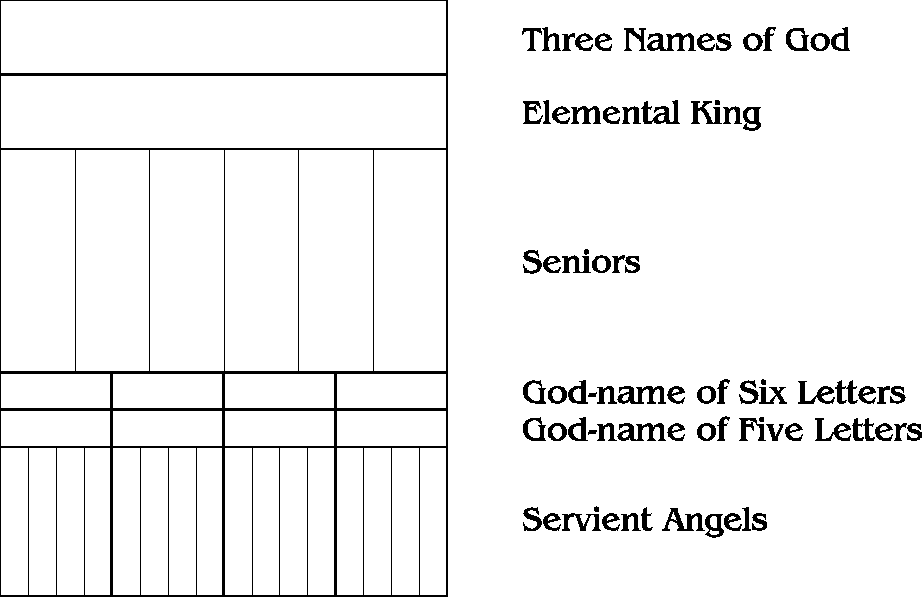 Three Names of God
Elemental King
Seniors
God-name of Six Letters
God-name of Five Letters
Servient Angels